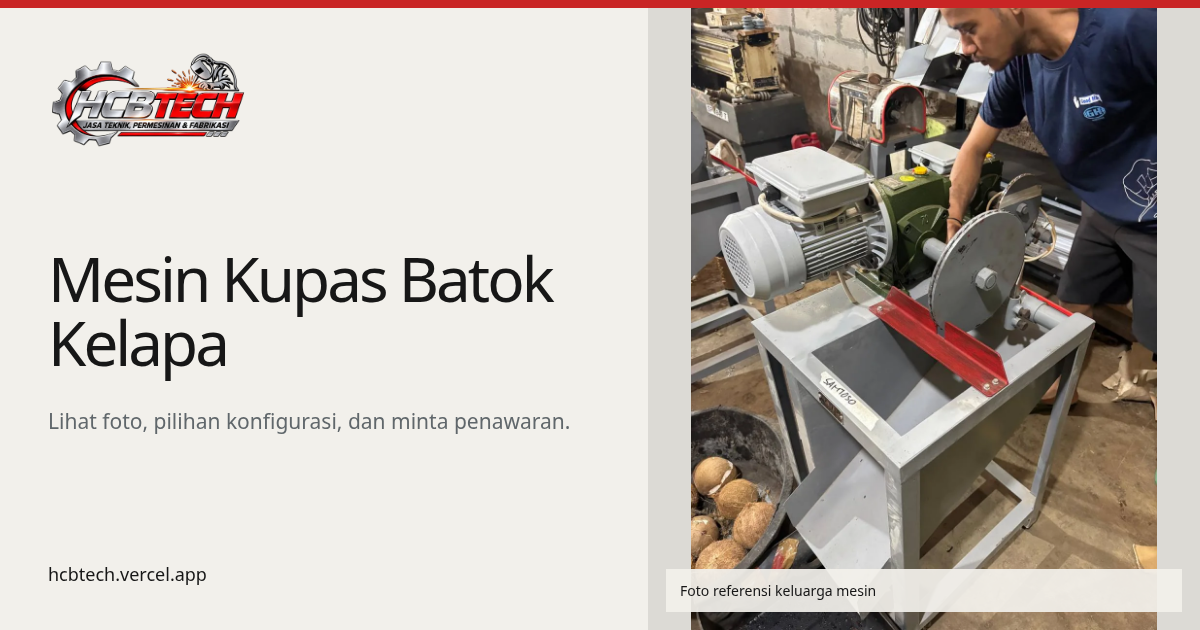 HCBTECH
JASA TEKNIK, PERMESINAN & FABRIKASI
Mesin Kupas Batok
Kelapa
Lihat foto, pilihan konfigurasi, dan minta penawaran.
hcbtech.vercel.app
SANTOSO
Foto referensi keluarga mesin